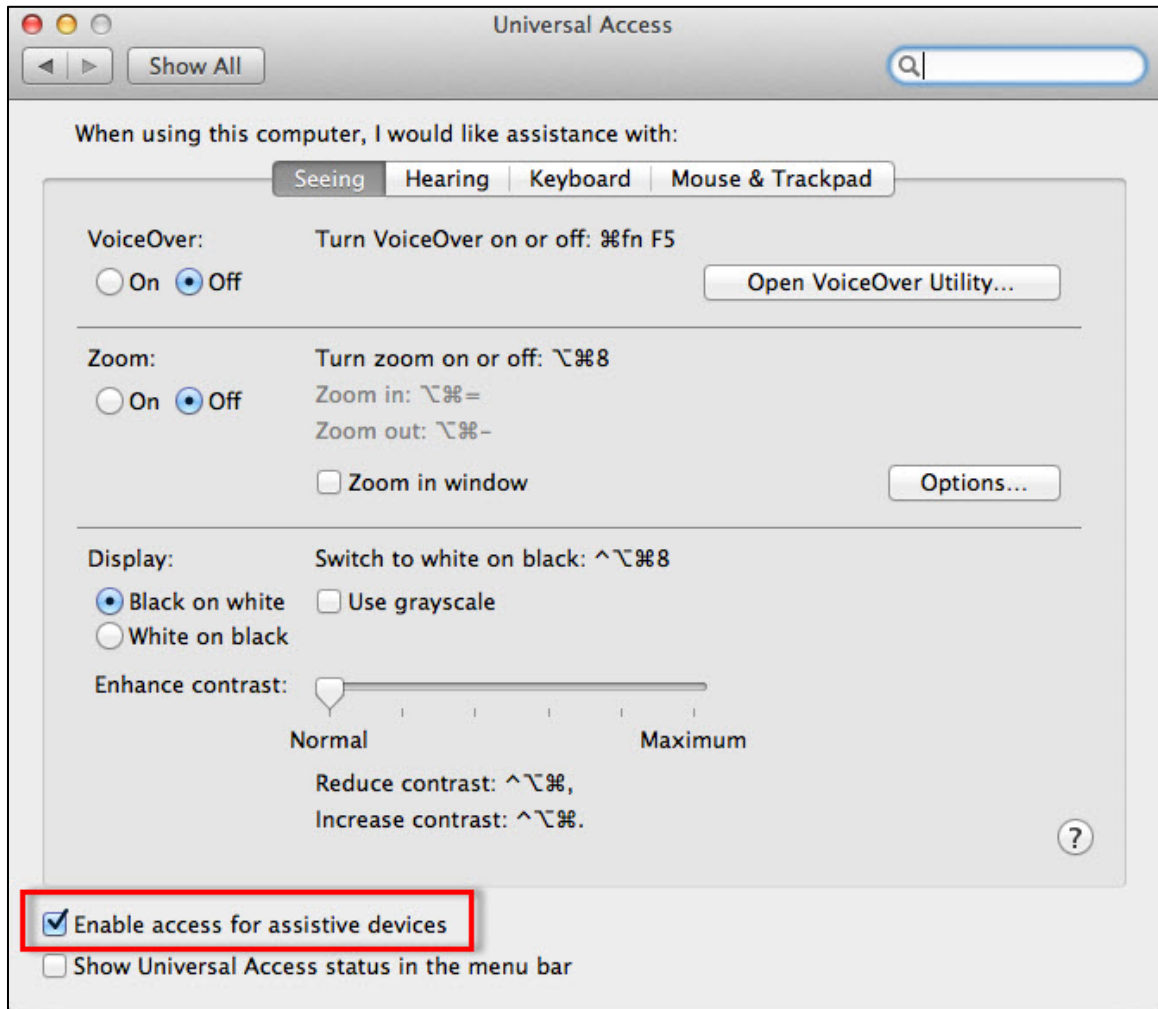 Universal Access
Show All
When using this computer, I would like assistance with:
Seeing Hearing Keyboard Mouse & Trackpad
VoiceOver: Turn VoiceOver on or off: ⌘fn F5
On Off Open VoiceOver Utility...
Zoom: Turn zoom on or off: ⌥⌘8
On Off Zoom in: ⌥⌘=
Zoom out: ⌥⌘-
Zoom in window Options...
Display: Switch to white on black: ^⌥⌘8
Black on white Use grayscale
White on black
Enhance contrast:
Normal Maximum
Reduce contrast: ^⌥⌘,
Increase contrast: ^⌥⌘.
?
Enable access for assistive devices
Show Universal Access status in the menu bar